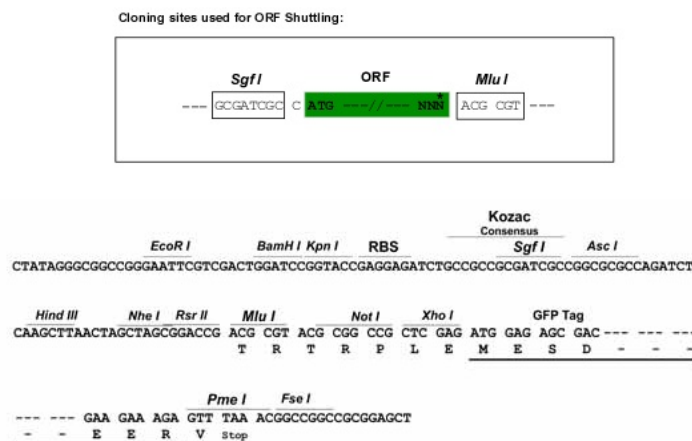 Cloning sites used for ORF Shuttling:
Sgf I ORF Mlu I
--- GCGATCGC C ATG ---//--- NNN* ACG CGT ---
Kozac
Consensus
EcoR I BamH I Kpn I RBS Sgf I Asc I
CTATAGGGCGGCCGGGAATTCGTCGACTGGATCCGGTACCGAGGAGATCTGCCGCCGCGATCGCCGGCGCGCCAGATCT
Hind III Nhe I Rsr II Mlu I Not I Xho I GFP Tag
CAAGCTTAACTAGCTAGCGGACCG ACG CGT ACG CGG CCG CTC GAG ATG GAG AGC GAC--- ---
T R T R P L E M E S D - - -
Pme I Fse I
--- --- GAA GAA AGA GTT TAA ACGGCCGGCCGCGGAGCT
- - E E R V Stop